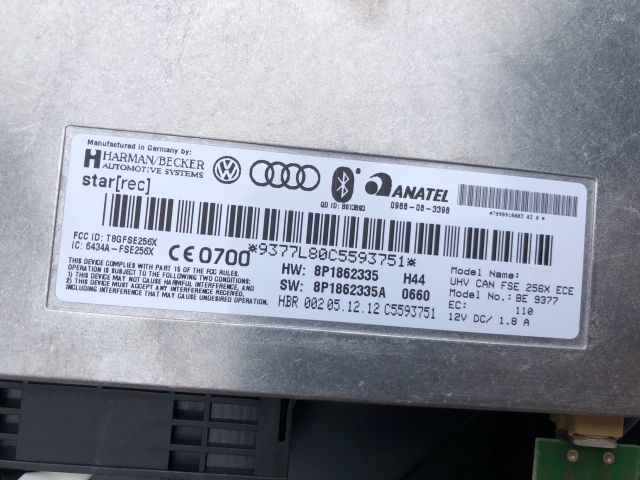 Manufactured in Germany by:
HARMAN/BECKER
AUTOMOTIVE SYSTEMS
star[rec]
QD ID: B013693
ANATEL
0988-08-3398
FCC ID: T8GFSE256X
IC: 6434A-FSE256X
CE 0700
*9377L80C5593751*
THIS DEVICE COMPLIES WITH PART 15 OF THE FCC RULES.
OPERATION IS SUBJECT TO THE FOLLOWING TWO CONDITIONS:
(1) THIS DEVICE MAY NOT CAUSE HARMFUL INTERFERENCE, AND
(2) THIS DEVICE MUST ACCEPT ANY INTERFERENCE RECEIVED,
INCLUDING INTERFERENCE THAT MAY CAUSE UNDESIRED OPERATION.
HW: 8P1862335 H44
SW: 8P1862335A 0660
HBR 002 05.12.12 C5593751
Model Name:
UHV CAN FSE 256X ECE
Model No.: BE 9377
EC: 110
12V DC/ 1.8 A